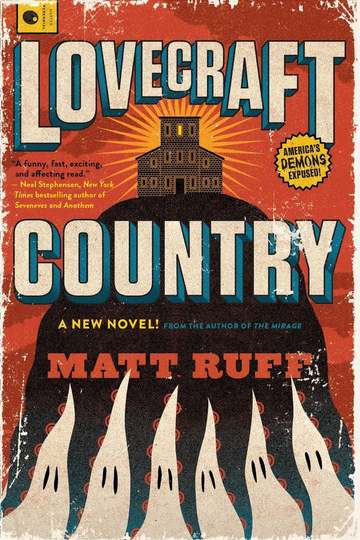 LOVECRAFT
AMERICA'S
DEMONS
EXPOSED!
"A funny, fast, exciting,
and affecting read."
— Neal Stephensen, New York
Times bestselling author of
Seveneves and Anathem
COUNTRY
A NEW NOVEL! FROM THE AUTHOR OF THE MIRAGE
MATT RUFF